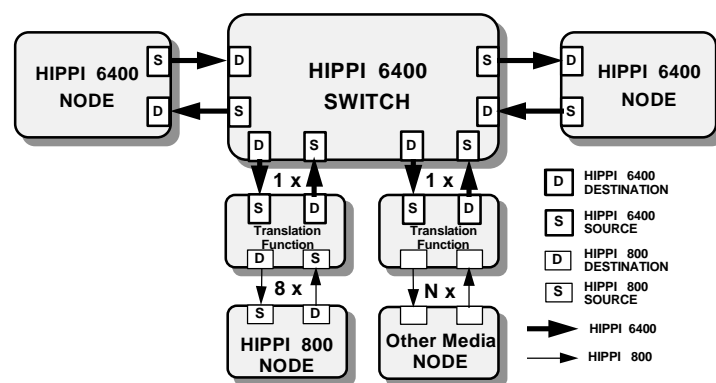 HIPPI 6400
NODE
S
D
D
S
HIPPI 6400
SWITCH
S
D
D
S
HIPPI 6400
NODE
D
S
D
S
1 x
1 x
S
D
Translation
Function
D
S
S
D
Translation
Function
8 x
N x
S
D
HIPPI 800
NODE
Other Media
NODE
D
HIPPI 6400
DESTINATION
S
HIPPI 6400
SOURCE
D
HIPPI 800
DESTINATION
S
HIPPI 800
SOURCE
HIPPI 6400
HIPPI 800